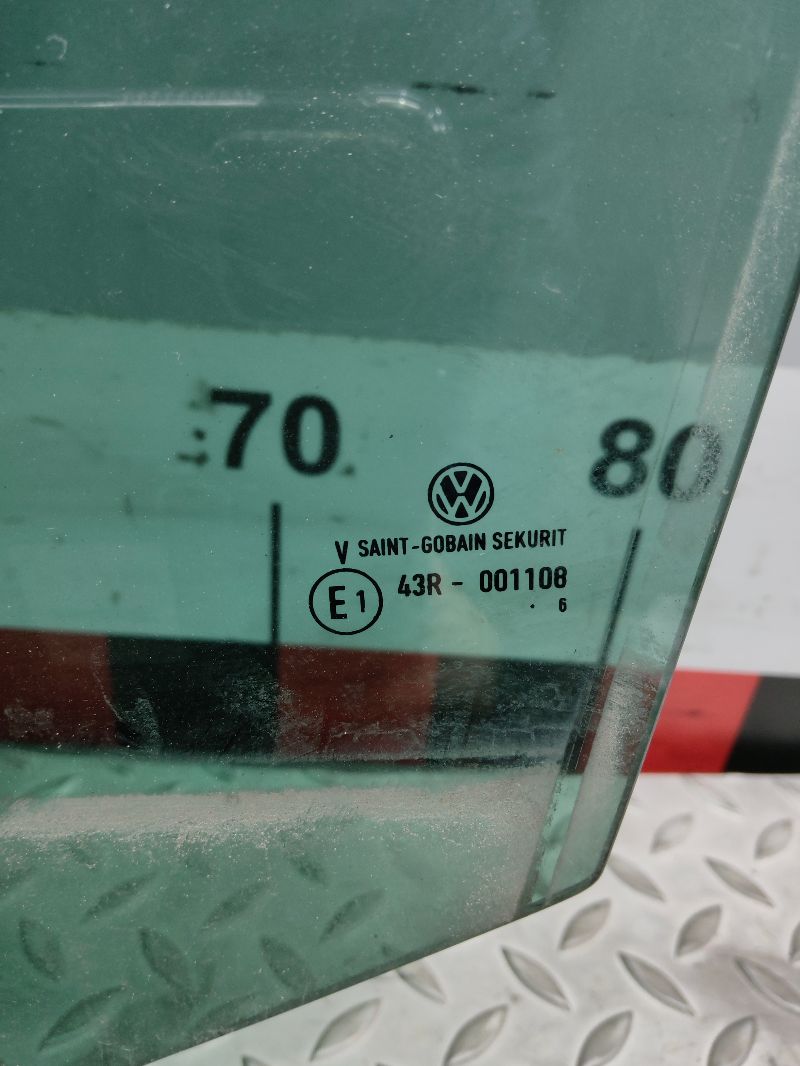 70
80
V SAINT-GOBAIN SEKURIT
E1 43R - 001108
. 6